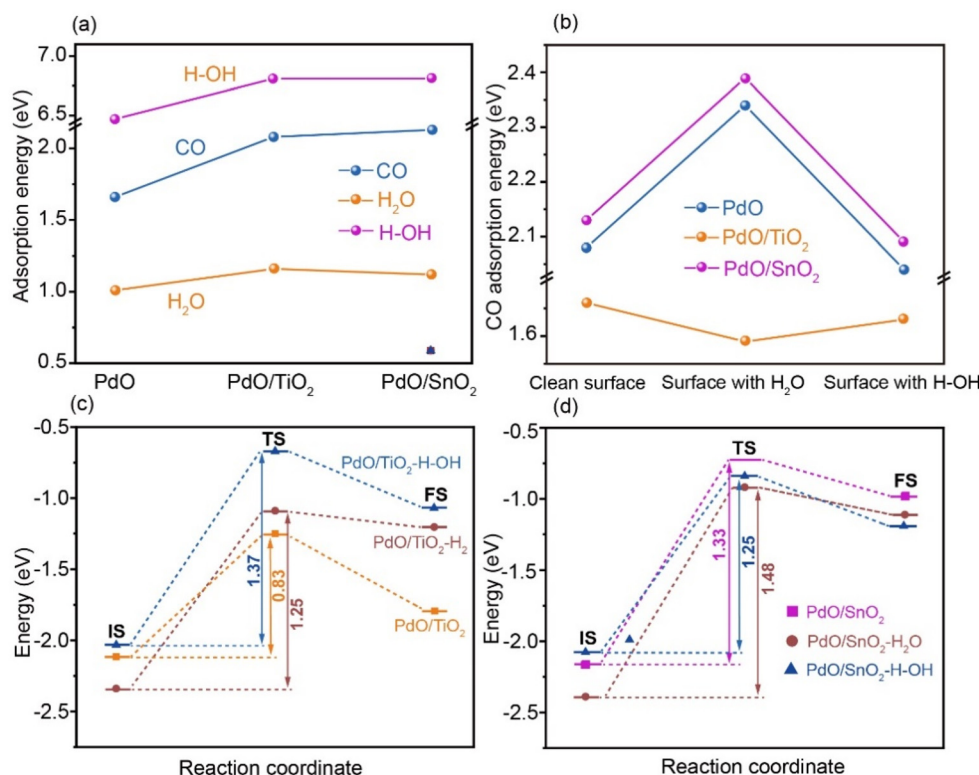 (a)
Adsorption energy (eV)
7.0
6.5
2.0
1.5
1.0
0.5
H-OH
CO
H₂O
CO
H₂O
H-OH
PdO
PdO/TiO₂
PdO/SnO₂
(b)
CO adsorption energy (eV)
2.4
2.3
2.2
2.1
1.6
PdO
PdO/TiO₂
PdO/SnO₂
Clean surface
Surface with H₂O
Surface with H-OH
(c)
Energy (eV)
-0.5
-1.0
-1.5
-2.0
-2.5
IS
TS
FS
PdO/TiO₂-H-OH
PdO/TiO₂-H₂
PdO/TiO₂
1.37
0.83
1.25
Reaction coordinate
(d)
Energy (eV)
-0.5
-1.0
-1.5
-2.0
-2.5
IS
TS
FS
1.33
1.25
1.48
PdO/SnO₂
PdO/SnO₂-H₂O
PdO/SnO₂-H-OH
Reaction coordinate